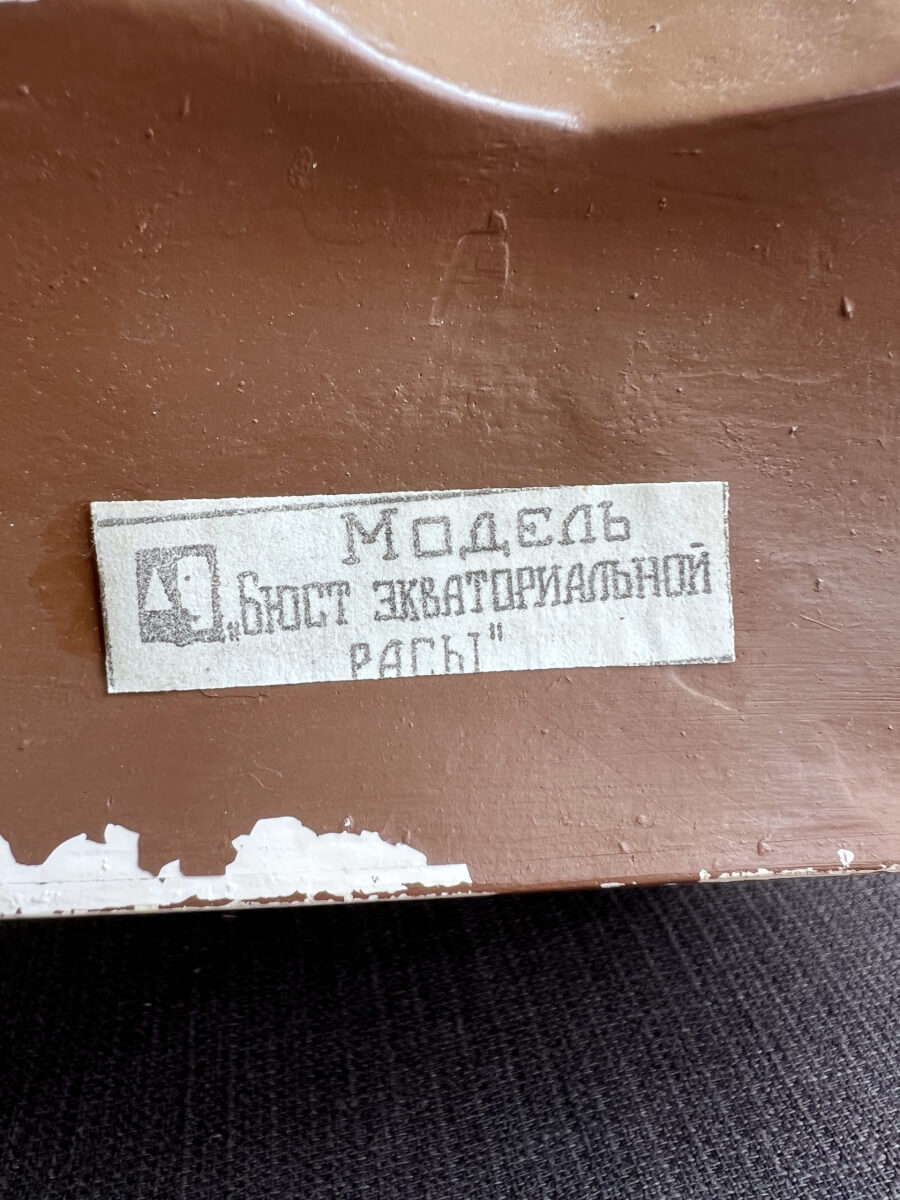 Модель
„Бюст экваториальной
расы"